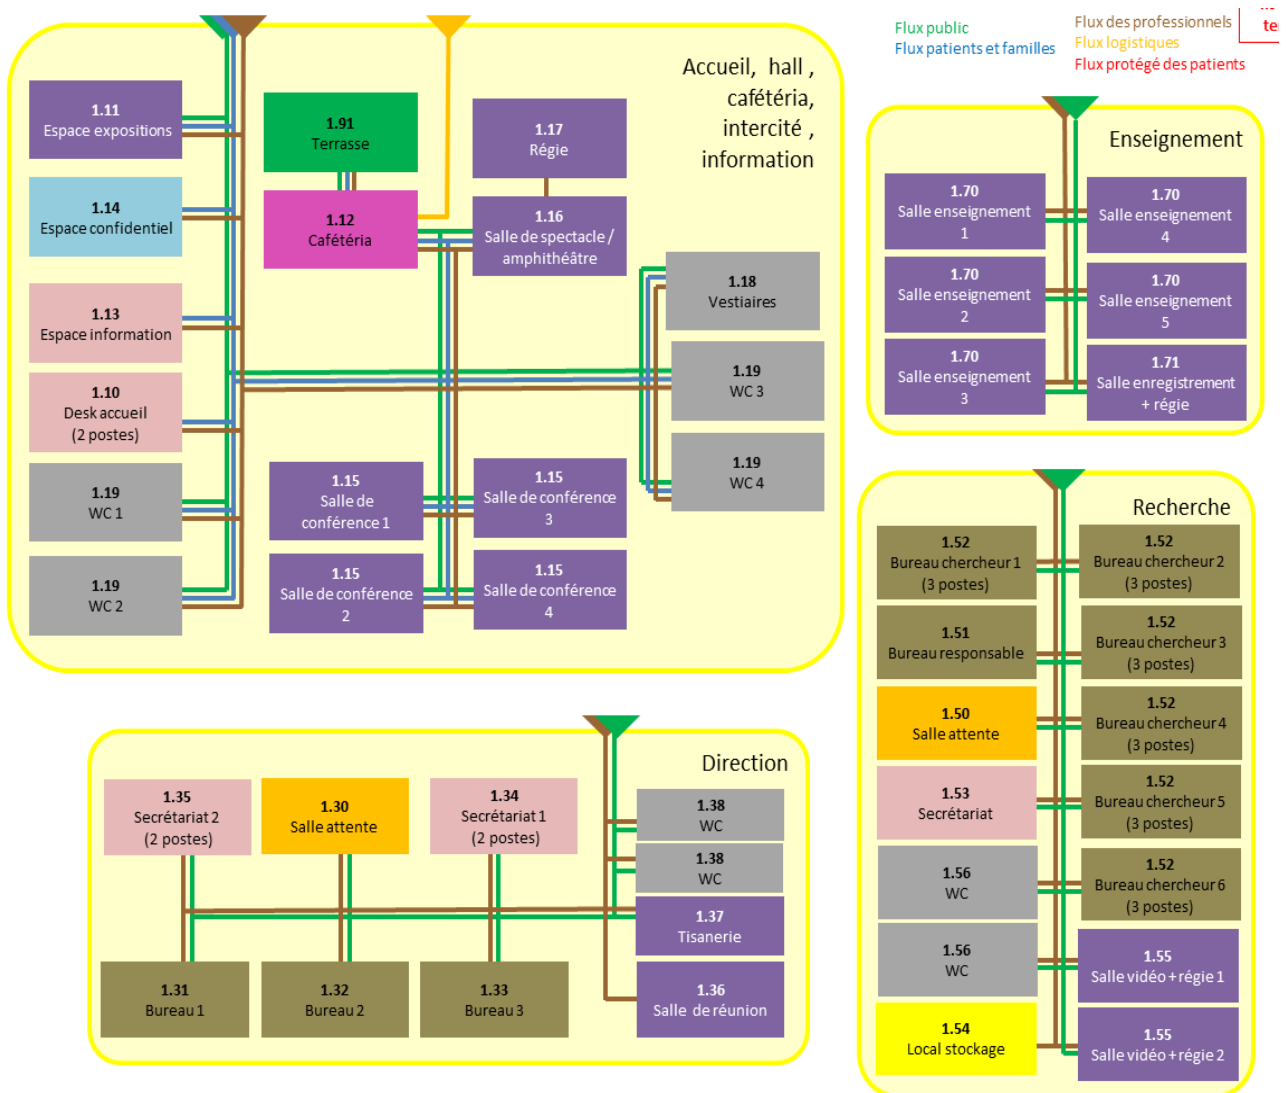 Flux public
Flux patients et familles
Flux des professionnels
Flux logistiques
Flux protégé des patients
Accueil, hall ,
cafétéria,
intercité ,
information
1.11
Espace expositions
1.91
Terrasse
1.17
Régie
1.14
Espace confidentiel
1.12
Cafétéria
1.16
Salle de spectacle /
amphithéâtre
1.13
Espace information
1.18
Vestiaires
1.10
Desk accueil
(2 postes)
1.19
WC 3
1.19
WC 1
1.15
Salle de
conférence 1
1.15
Salle de conférence
3
1.19
WC 4
1.19
WC 2
1.15
Salle de conférence
2
1.15
Salle de conférence
4
Enseignement
1.70
Salle enseignement
1
1.70
Salle enseignement
4
1.70
Salle enseignement
2
1.70
Salle enseignement
5
1.70
Salle enseignement
3
1.71
Salle enregistrement
+ régie
Direction
1.35
Secrétariat 2
(2 postes)
1.30
Salle attente
1.34
Secrétariat 1
(2 postes)
1.38
WC
1.38
WC
1.37
Tisanerie
1.31
Bureau 1
1.32
Bureau 2
1.33
Bureau 3
1.36
Salle de réunion
Recherche
1.52
Bureau chercheur 1
(3 postes)
1.52
Bureau chercheur 2
(3 postes)
1.51
Bureau responsable
1.52
Bureau chercheur 3
(3 postes)
1.50
Salle attente
1.52
Bureau chercheur 4
(3 postes)
1.53
Secrétariat
1.52
Bureau chercheur 5
(3 postes)
1.56
WC
1.52
Bureau chercheur 6
(3 postes)
1.56
WC
1.55
Salle vidéo + régie 1
1.54
Local stockage
1.55
Salle vidéo + régie 2